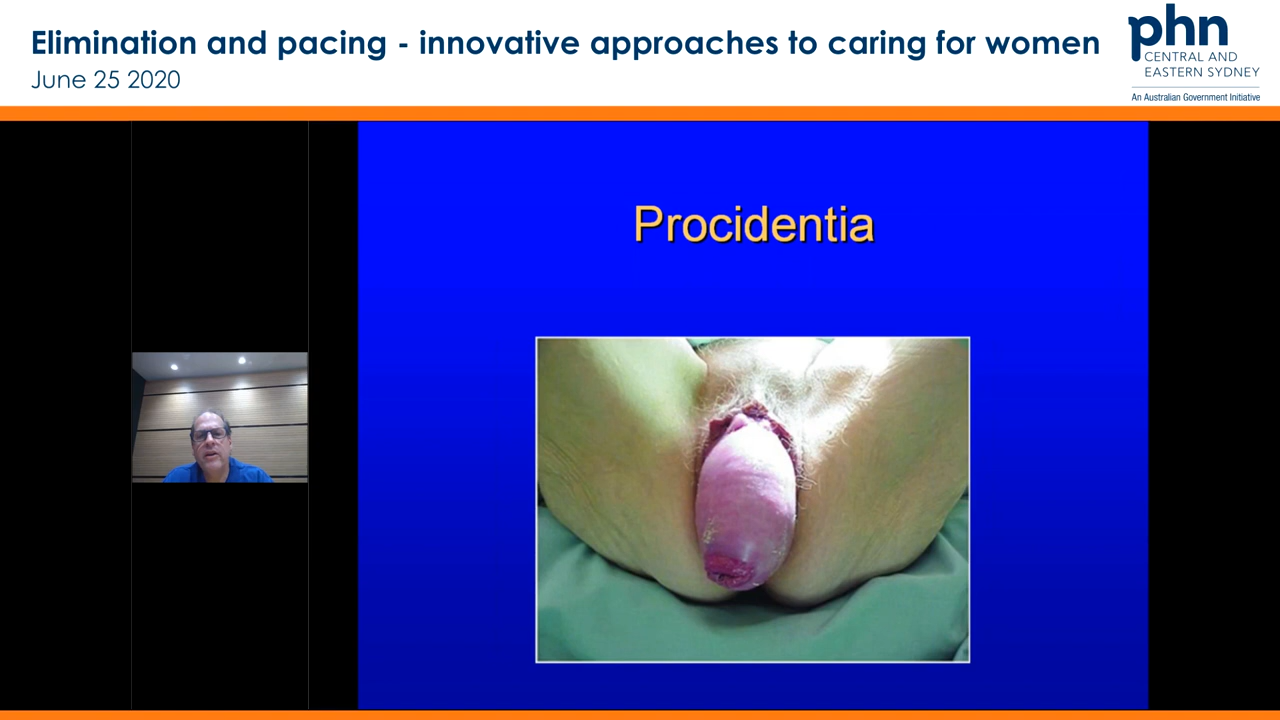 Elimination and pacing - innovative approaches to caring for women
June 25 2020
phn
CENTRAL AND
EASTERN SYDNEY
An Australian Government Initiative
Procidentia